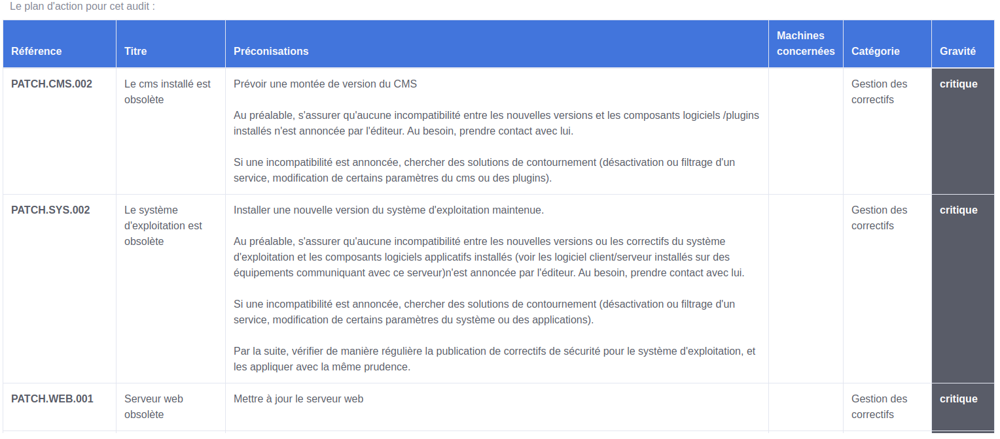 Le plan d'action pour cet audit :
Référence
Titre
Préconisations
Machines
concernées
Catégorie
Gravité
PATCH.CMS.002
Le cms installé est
obsolète
Prévoir une montée de version du CMS
Au préalable, s'assurer qu'aucune incompatibilité entre les nouvelles versions et les composants logiciels /plugins
installés n'est annoncée par l'éditeur. Au besoin, prendre contact avec lui.
Si une incompatibilité est annoncée, chercher des solutions de contournement (désactivation ou filtrage d'un
service, modification de certains paramètres du cms ou des plugins).
Gestion des
correctifs
critique
PATCH.SYS.002
Le système
d'exploitation est
obsolète
Installer une nouvelle version du système d'exploitation maintenue.
Au préalable, s'assurer qu'aucune incompatibilité entre les nouvelles versions ou les correctifs du système
d'exploitation et les composants logiciels applicatifs installés (voir les logiciel client/serveur installés sur des
équipements communiquant avec ce serveur)n'est annoncée par l'éditeur. Au besoin, prendre contact avec lui.
Si une incompatibilité est annoncée, chercher des solutions de contournement (désactivation ou filtrage d'un
service, modification de certains paramètres du système ou des applications).
Par la suite, vérifier de manière régulière la publication de correctifs de sécurité pour le système d'exploitation, et
les appliquer avec la même prudence.
Gestion des
correctifs
critique
PATCH.WEB.001
Serveur web
obsolète
Mettre à jour le serveur web
Gestion des
correctifs
critique